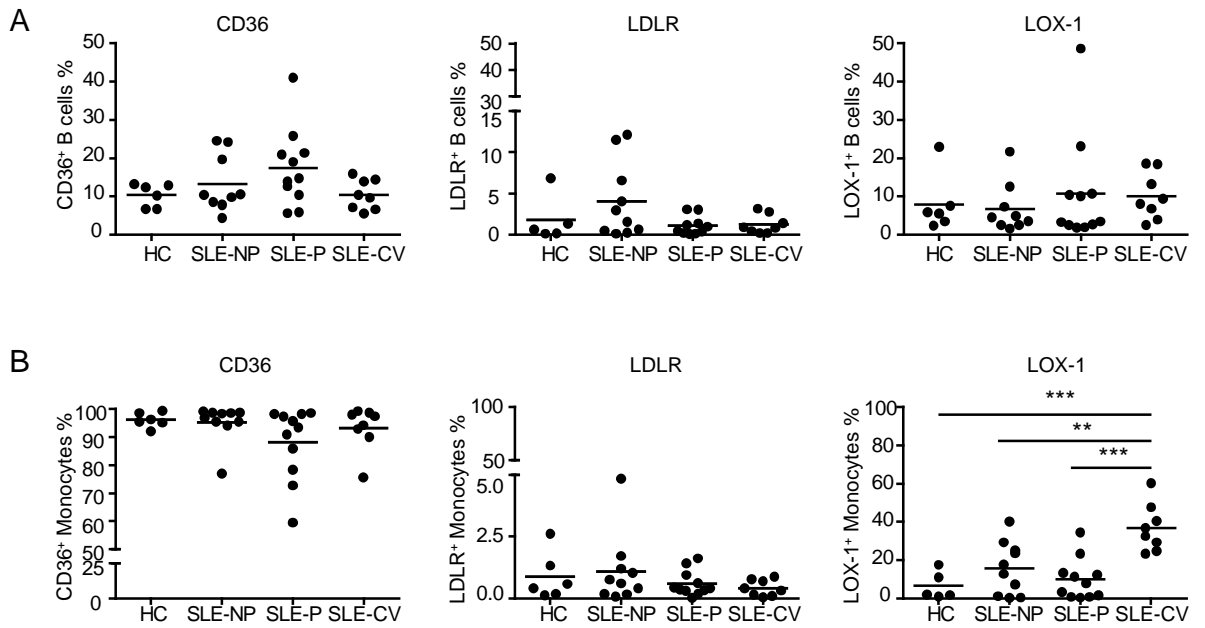 A
CD36
LDLR
LOX-1
CD36⁺ B cells %
50
40
30
20
10
0
HC SLE-NP SLE-P SLE-CV
LDLR⁺ B cells %
50
40
30
15
10
5
0
HC SLE-NP SLE-P SLE-CV
LOX-1⁺ B cells %
50
40
30
20
10
0
HC SLE-NP SLE-P SLE-CV
B
CD36
LDLR
LOX-1
CD36⁺ Monocytes %
100
90
80
70
60
50
25
0
HC SLE-NP SLE-P SLE-CV
LDLR⁺ Monocytes %
100
50
5.0
2.5
0.0
HC SLE-NP SLE-P SLE-CV
LOX-1⁺ Monocytes %
100
80
60
40
20
0
***
**
***
HC SLE-NP SLE-P SLE-CV